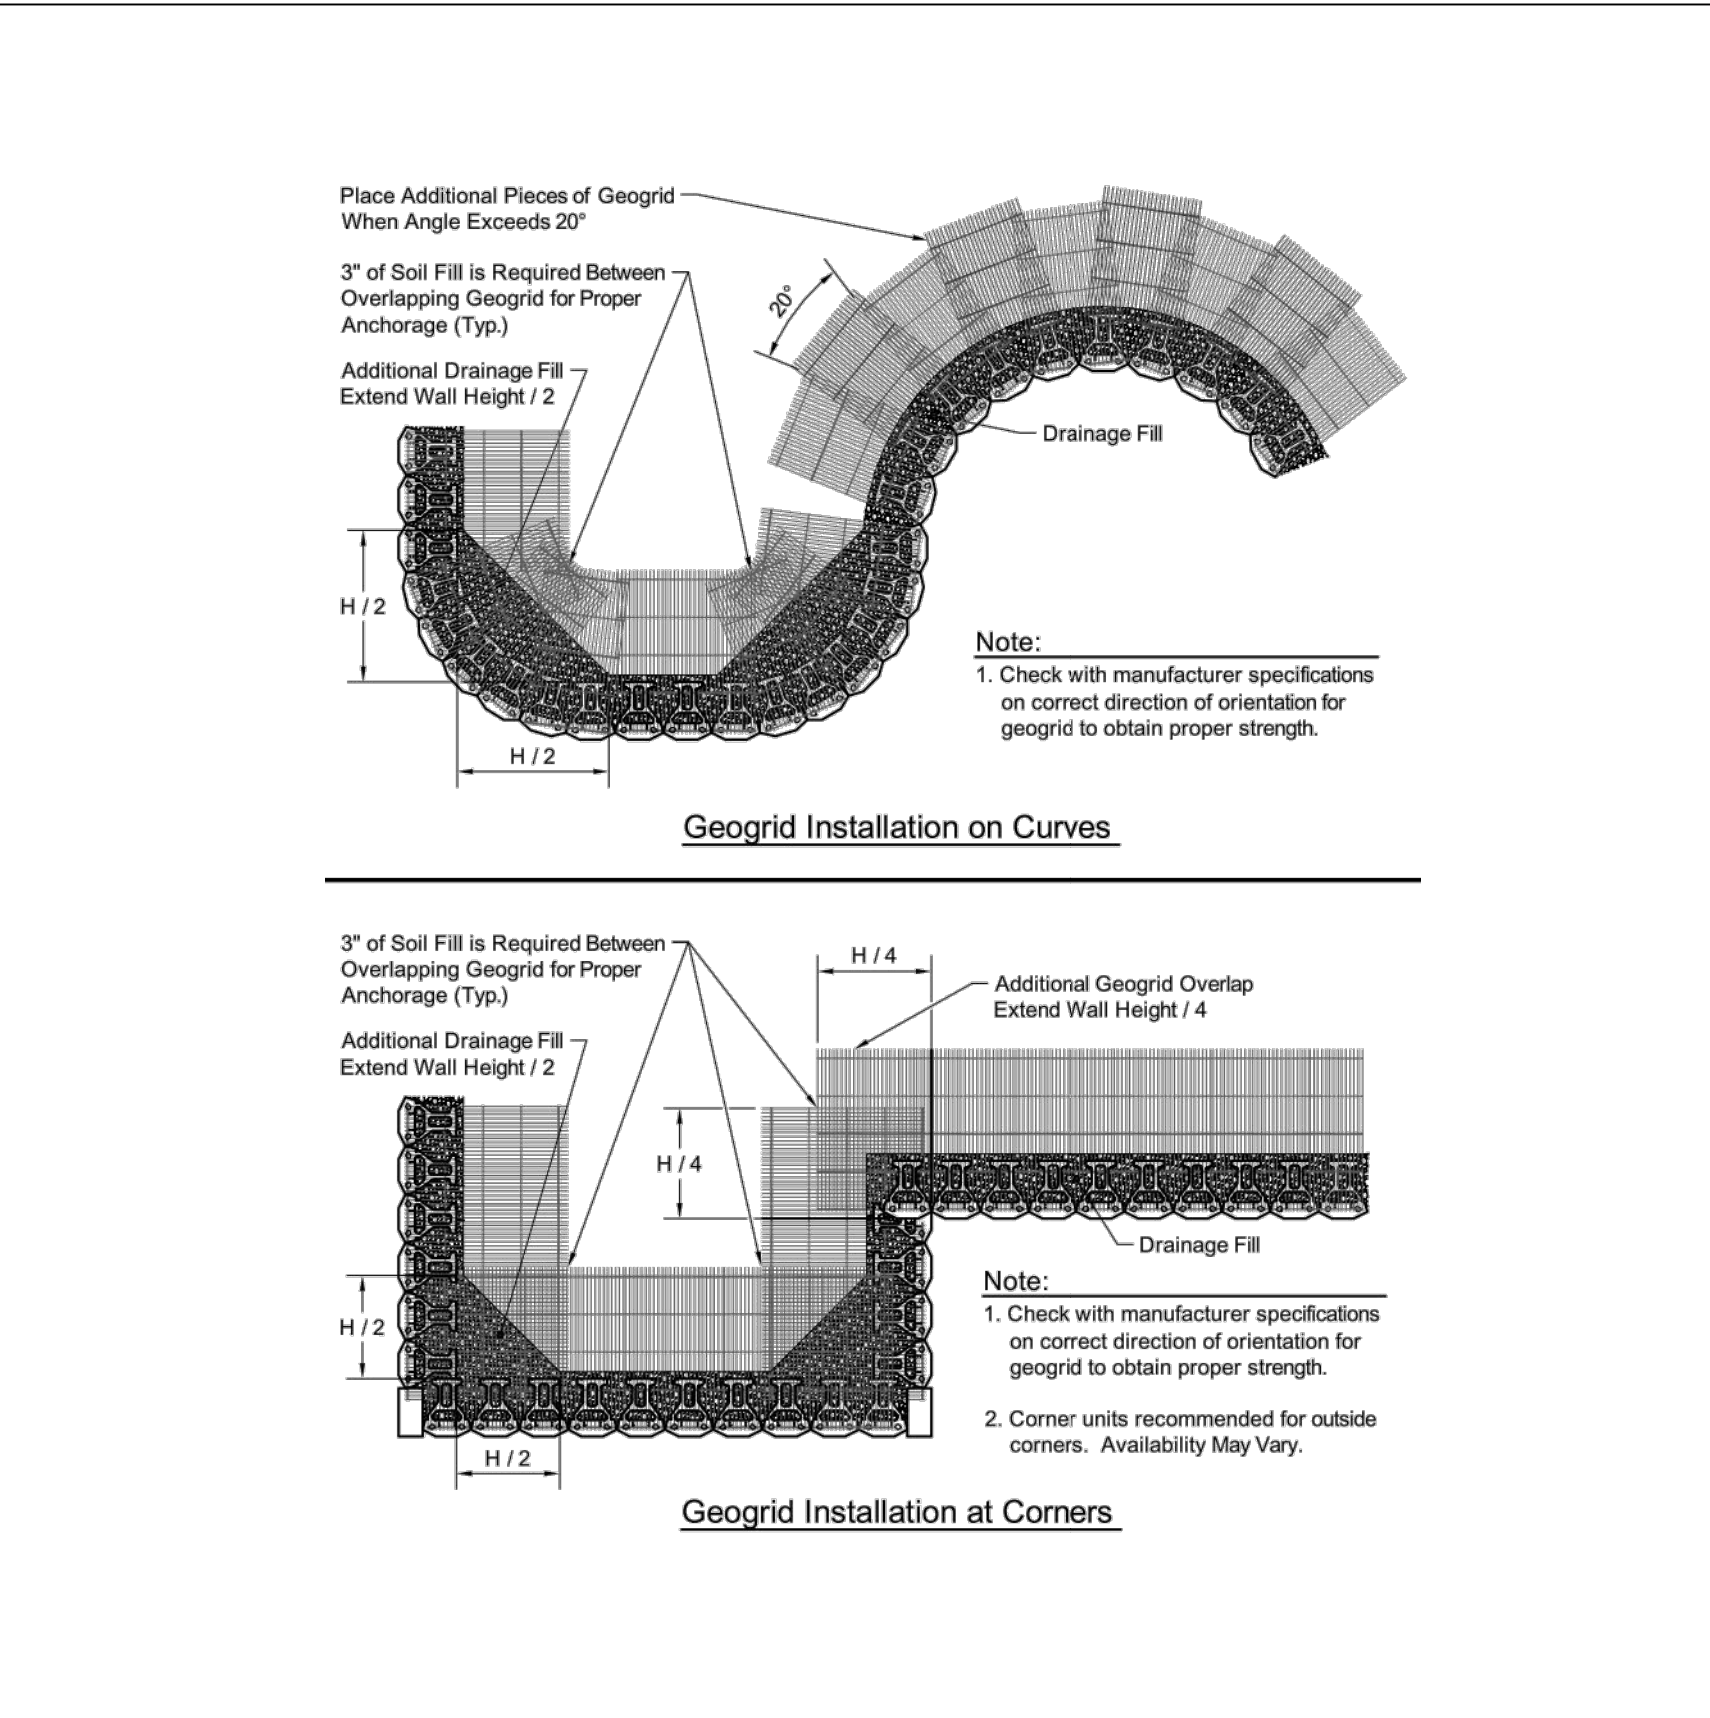 Place Additional Pieces of Geogrid
When Angle Exceeds 20°
3" of Soil Fill is Required Between
Overlapping Geogrid for Proper
Anchorage (Typ.)
Additional Drainage Fill
Extend Wall Height / 2
20°
Drainage Fill
H / 2
H / 2
Note:
1. Check with manufacturer specifications
on correct direction of orientation for
geogrid to obtain proper strength.
Geogrid Installation on Curves
3" of Soil Fill is Required Between
Overlapping Geogrid for Proper
Anchorage (Typ.)
Additional Drainage Fill
Extend Wall Height / 2
H / 4
Additional Geogrid Overlap
Extend Wall Height / 4
H / 4
Drainage Fill
H / 2
H / 2
Note:
1. Check with manufacturer specifications
on correct direction of orientation for
geogrid to obtain proper strength.
2. Corner units recommended for outside
corners. Availability May Vary.
Geogrid Installation at Corners